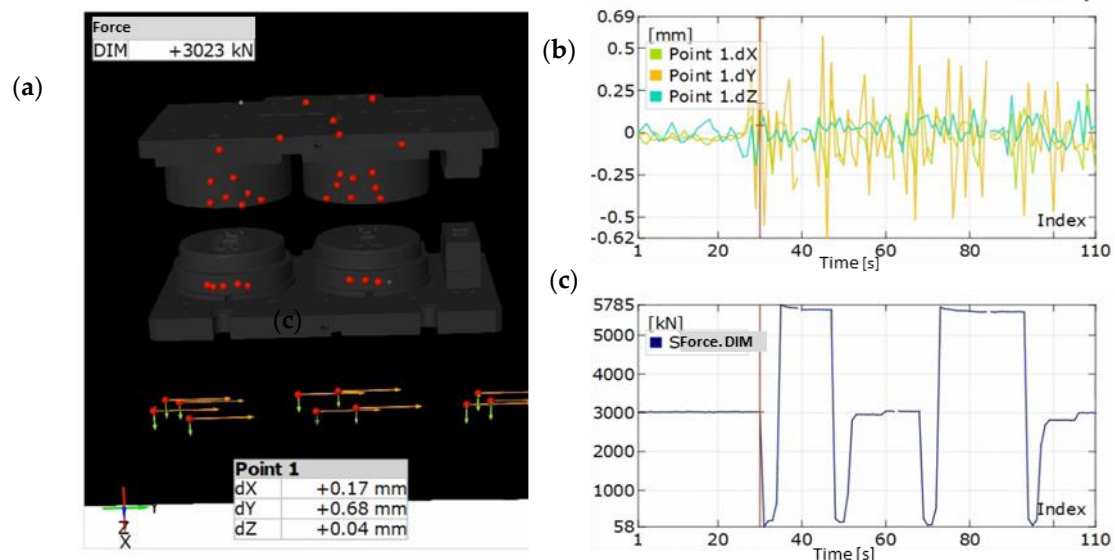 (a)
Force
DIM +3023 kN
(c)
Point 1
dX +0.17 mm
dY +0.68 mm
dZ +0.04 mm
Y
Z
X
(b)
0.69
0.5
0.25
0
-0.25
-0.5
-0.62
[mm]
Point 1.dX
Point 1.dY
Point 1.dZ
Index
1 20 40 60 80 110
Time [s]
(c)
5785
5000
4000
3000
2000
1000
58
[kN]
S Force.DIM
Index
1 20 40 60 80 110
Time [s]